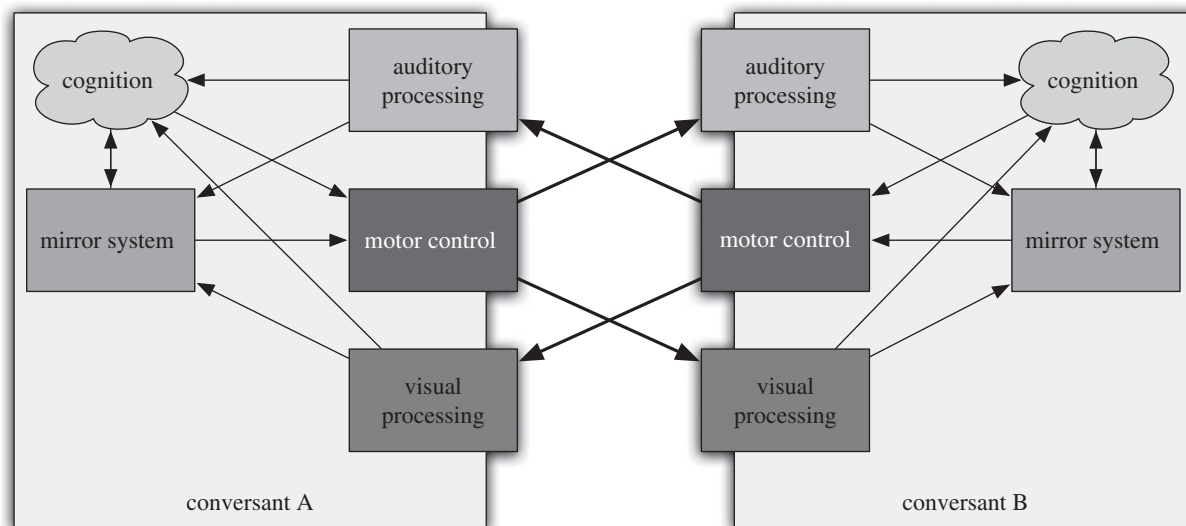 cognition
auditory
processing
mirror system
motor control
visual
processing
conversant A
auditory
processing
cognition
motor control
mirror system
visual
processing
conversant B